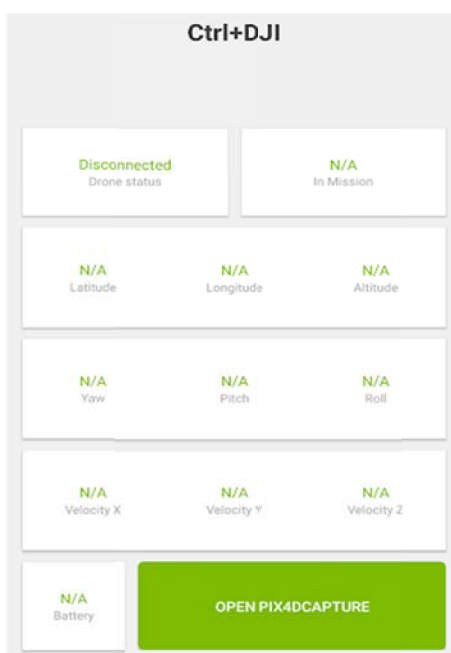 Ctrl+DJI
Disconnected N/A
Drone status In Mission
N/A N/A N/A
Latitude Longitude Altitude
N/A N/A N/A
Yaw Pitch Roll
N/A N/A N/A
Velocity X Velocity Y Velocity Z
N/A
Battery
OPEN PIX4DCAPTURE